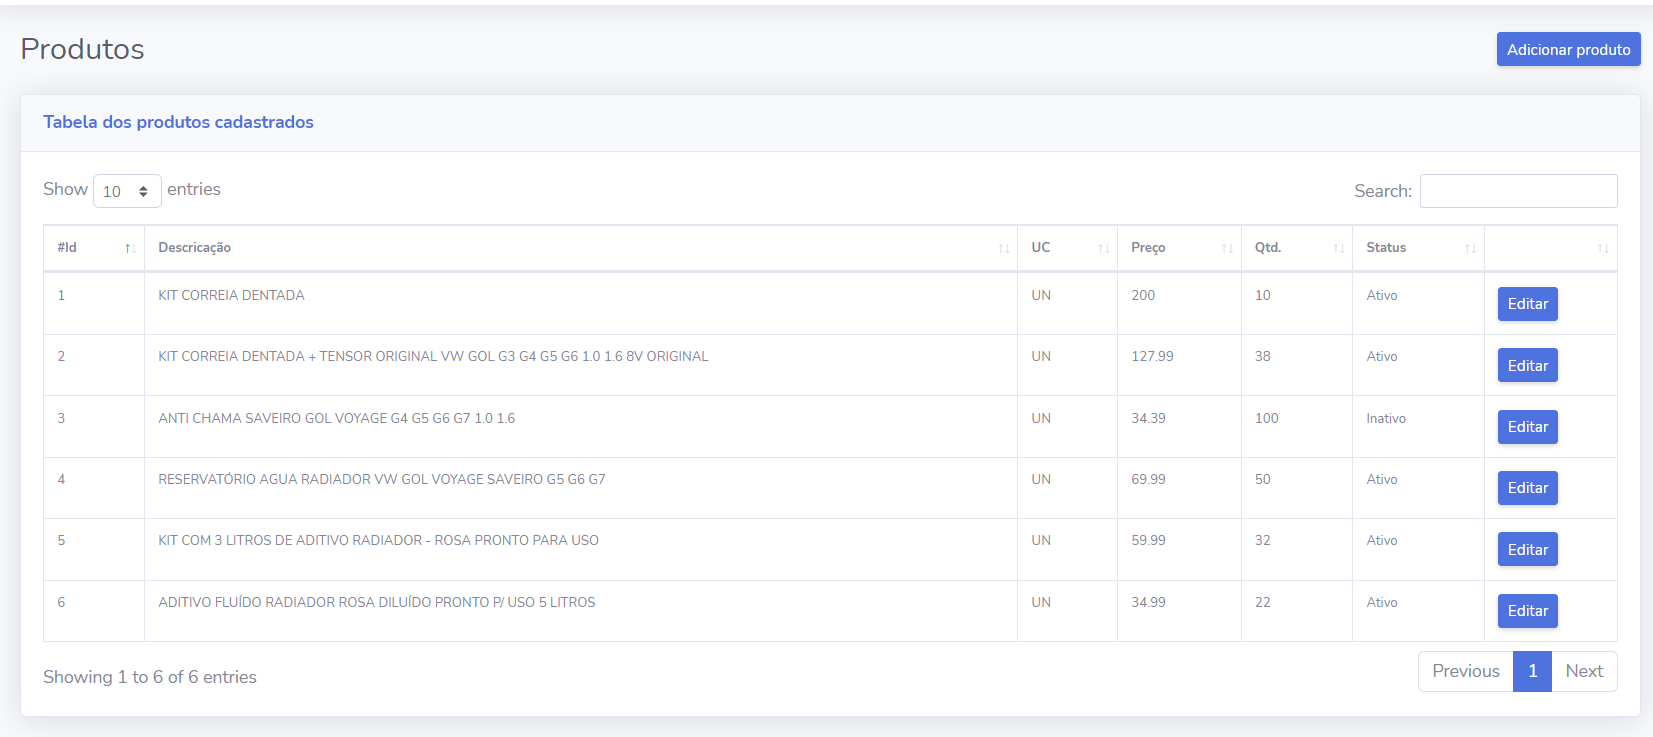 Produtos
Adicionar produto
Tabela dos produtos cadastrados
Show 10 entries
Search:
#Id Descricação UC Preço Qtd. Status
1 KIT CORREIA DENTADA UN 200 10 Ativo Editar
2 KIT CORREIA DENTADA + TENSOR ORIGINAL VW GOL G3 G4 G5 G6 1.0 1.6 8V ORIGINAL UN 127.99 38 Ativo Editar
3 ANTI CHAMA SAVEIRO GOL VOYAGE G4 G5 G6 G7 1.0 1.6 UN 34.39 100 Inativo Editar
4 RESERVATÓRIO AGUA RADIADOR VW GOL VOYAGE SAVEIRO G5 G6 G7 UN 69.99 50 Ativo Editar
5 KIT COM 3 LITROS DE ADITIVO RADIADOR - ROSA PRONTO PARA USO UN 59.99 32 Ativo Editar
6 ADITIVO FLUÍDO RADIADOR ROSA DILUÍDO PRONTO P/ USO 5 LITROS UN 34.99 22 Ativo Editar
Showing 1 to 6 of 6 entries
Previous 1 Next